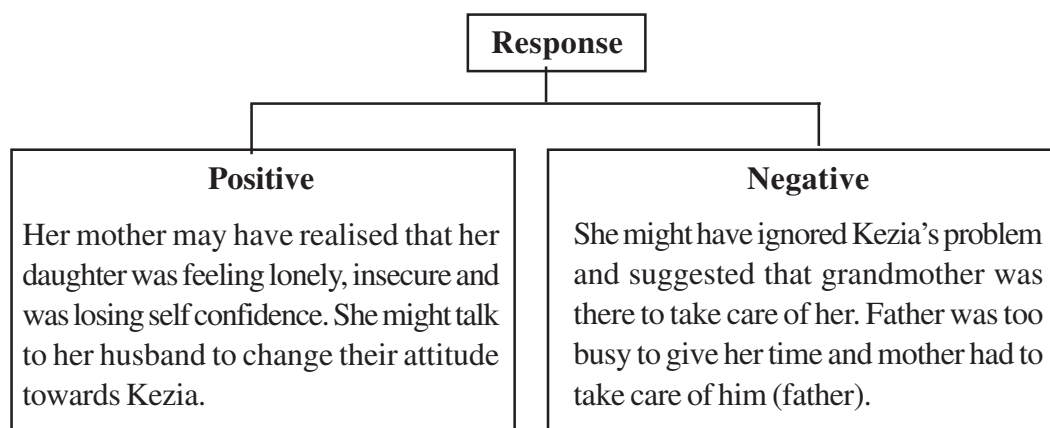 Response
Positive
Her mother may have realised that her
daughter was feeling lonely, insecure and
was losing self confidence. She might talk
to her husband to change their attitude
towards Kezia.
Negative
She might have ignored Kezia's problem
and suggested that grandmother was
there to take care of her. Father was too
busy to give her time and mother had to
take care of him (father).